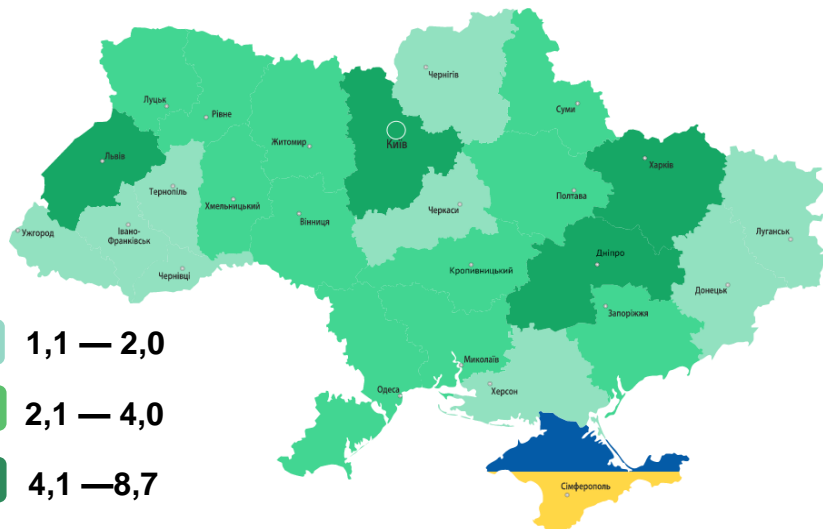 Чернігів
Луцьк
Рівне
Суми
Житомир
Київ
Львів
Харків
Тернопіль
Хмельницький
Вінниця
Черкаси
Полтава
Ужгород
Івано-
Франківськ
Чернівці
Луганськ
Кропивницький
Дніпро
Донецьк
Запоріжжя
1,1 — 2,0
Миколаїв
Одеса
Херсон
2,1 — 4,0
4,1 —8,7
Сімферополь